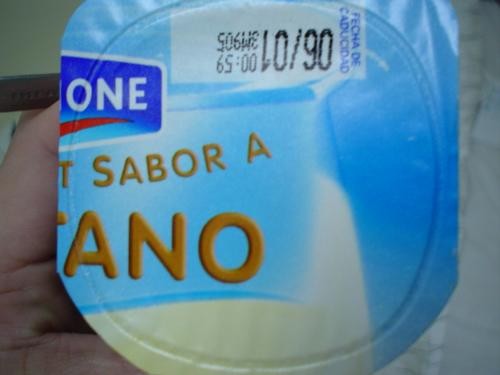 FECHA DE
CADUCIDAD
06/01
00:59
3M905
ONE
T SABOR A
TANO